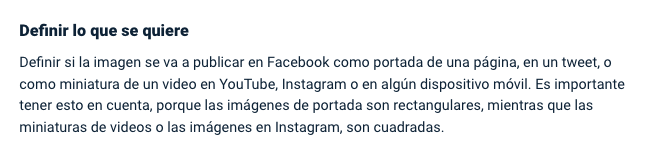 Definir lo que se quiere
Definir si la imagen se va a publicar en Facebook como portada de una página, en un tweet, o
como miniatura de un video en YouTube, Instagram o en algún dispositivo móvil. Es importante
tener esto en cuenta, porque las imágenes de portada son rectangulares, mientras que las
miniaturas de videos o las imágenes en Instagram, son cuadradas.